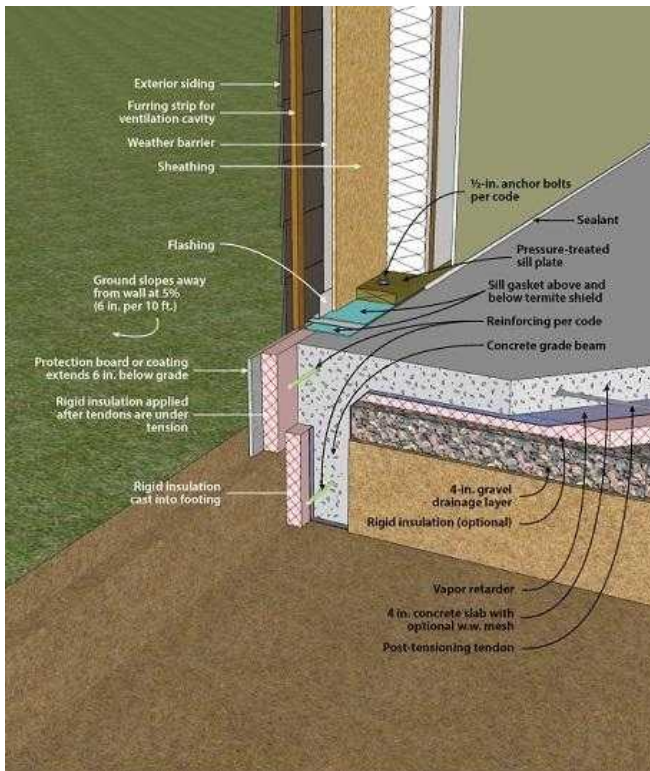 Exterior siding
Furring strip for
ventilation cavity
Weather barrier
Sheathing
Flashing
Ground slopes away
from wall at 5%
(6 in. per 10 ft.)
Protection board or coating
extends 6 in. below grade
Rigid insulation applied
after tendons are under
tension
Rigid insulation
cast into footing
½-in. anchor bolts
per code
Sealant
Pressure-treated
sill plate
Sill gasket above and
below termite shield
Reinforcing per code
Concrete grade beam
4-in. gravel
drainage layer
Rigid insulation (optional)
Vapor retarder
4 in. concrete slab with
optional w.w. mesh
Post-tensioning tendon